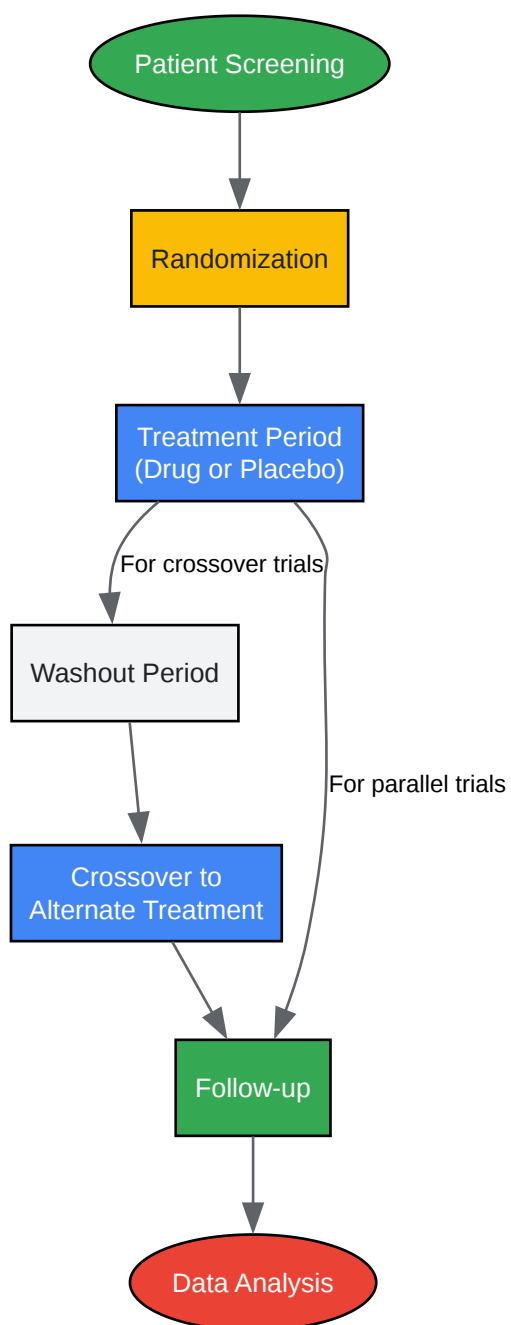 Patient Screening
Randomization
Treatment Period
(Drug or Placebo)
For crossover trials
Washout Period
For parallel trials
Crossover to
Alternate Treatment
Follow-up
Data Analysis